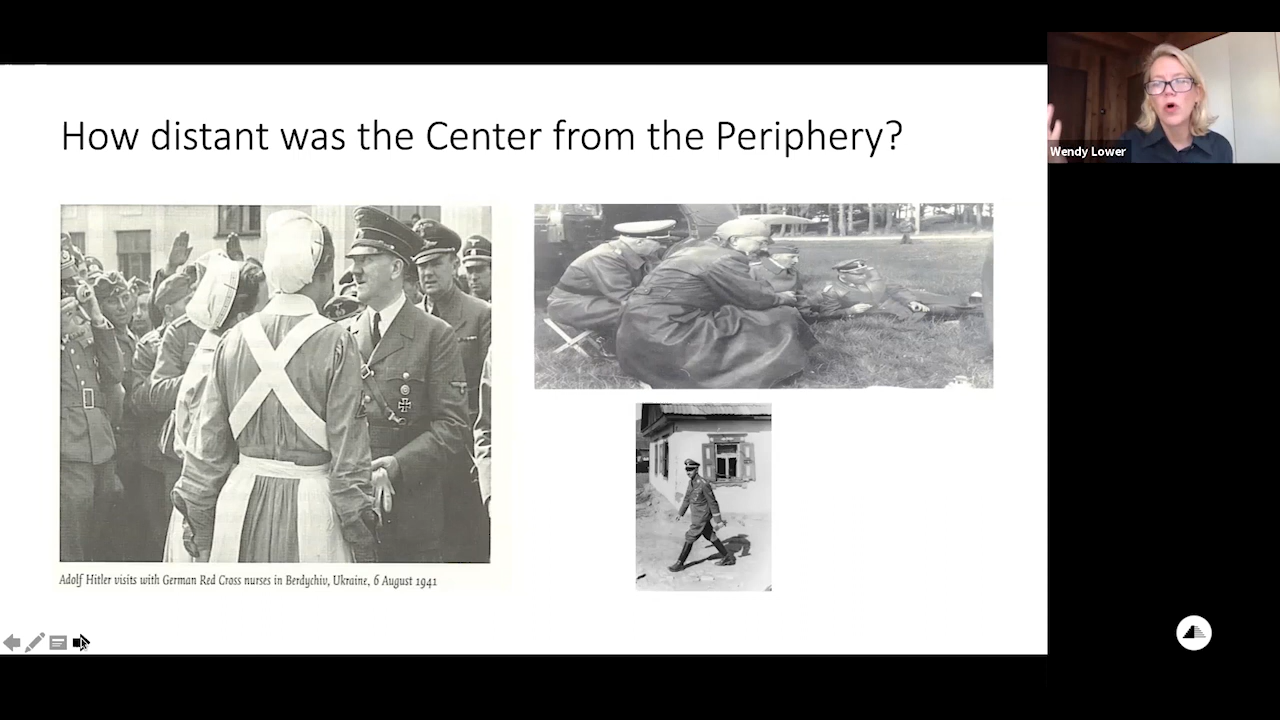 How distant was the Center from the Periphery?
Wendy Lower
Adolf Hitler visits with German Red Cross nurses in Berdychiv, Ukraine, 6 August 1941